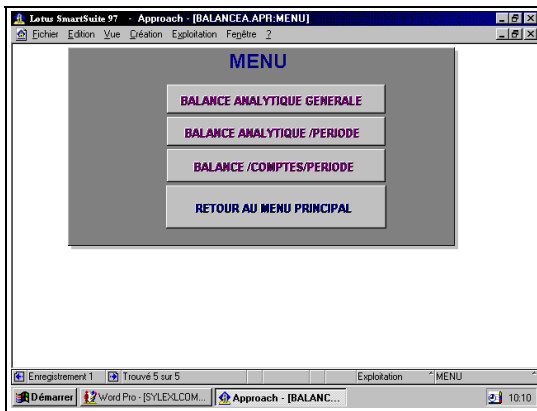 Lotus SmartSuite 97 - Approach - [BALANCEA.APR:MENU]
Eichier Edition Vue Création Exploitation Fenêtre ?
MENU
BALANCE ANALYTIQUE GENERALE
BALANCE ANALYTIQUE /PERIODE
BALANCE /COMPTES/PERIODE
RETOUR AU MENU PRINCIPAL
Enregistrement 1 Trouvé 5 sur 5 Exploitation MENU
Démarrer Word Pro - [SYLEXLCOM... Approach - [BALANC... 10:10